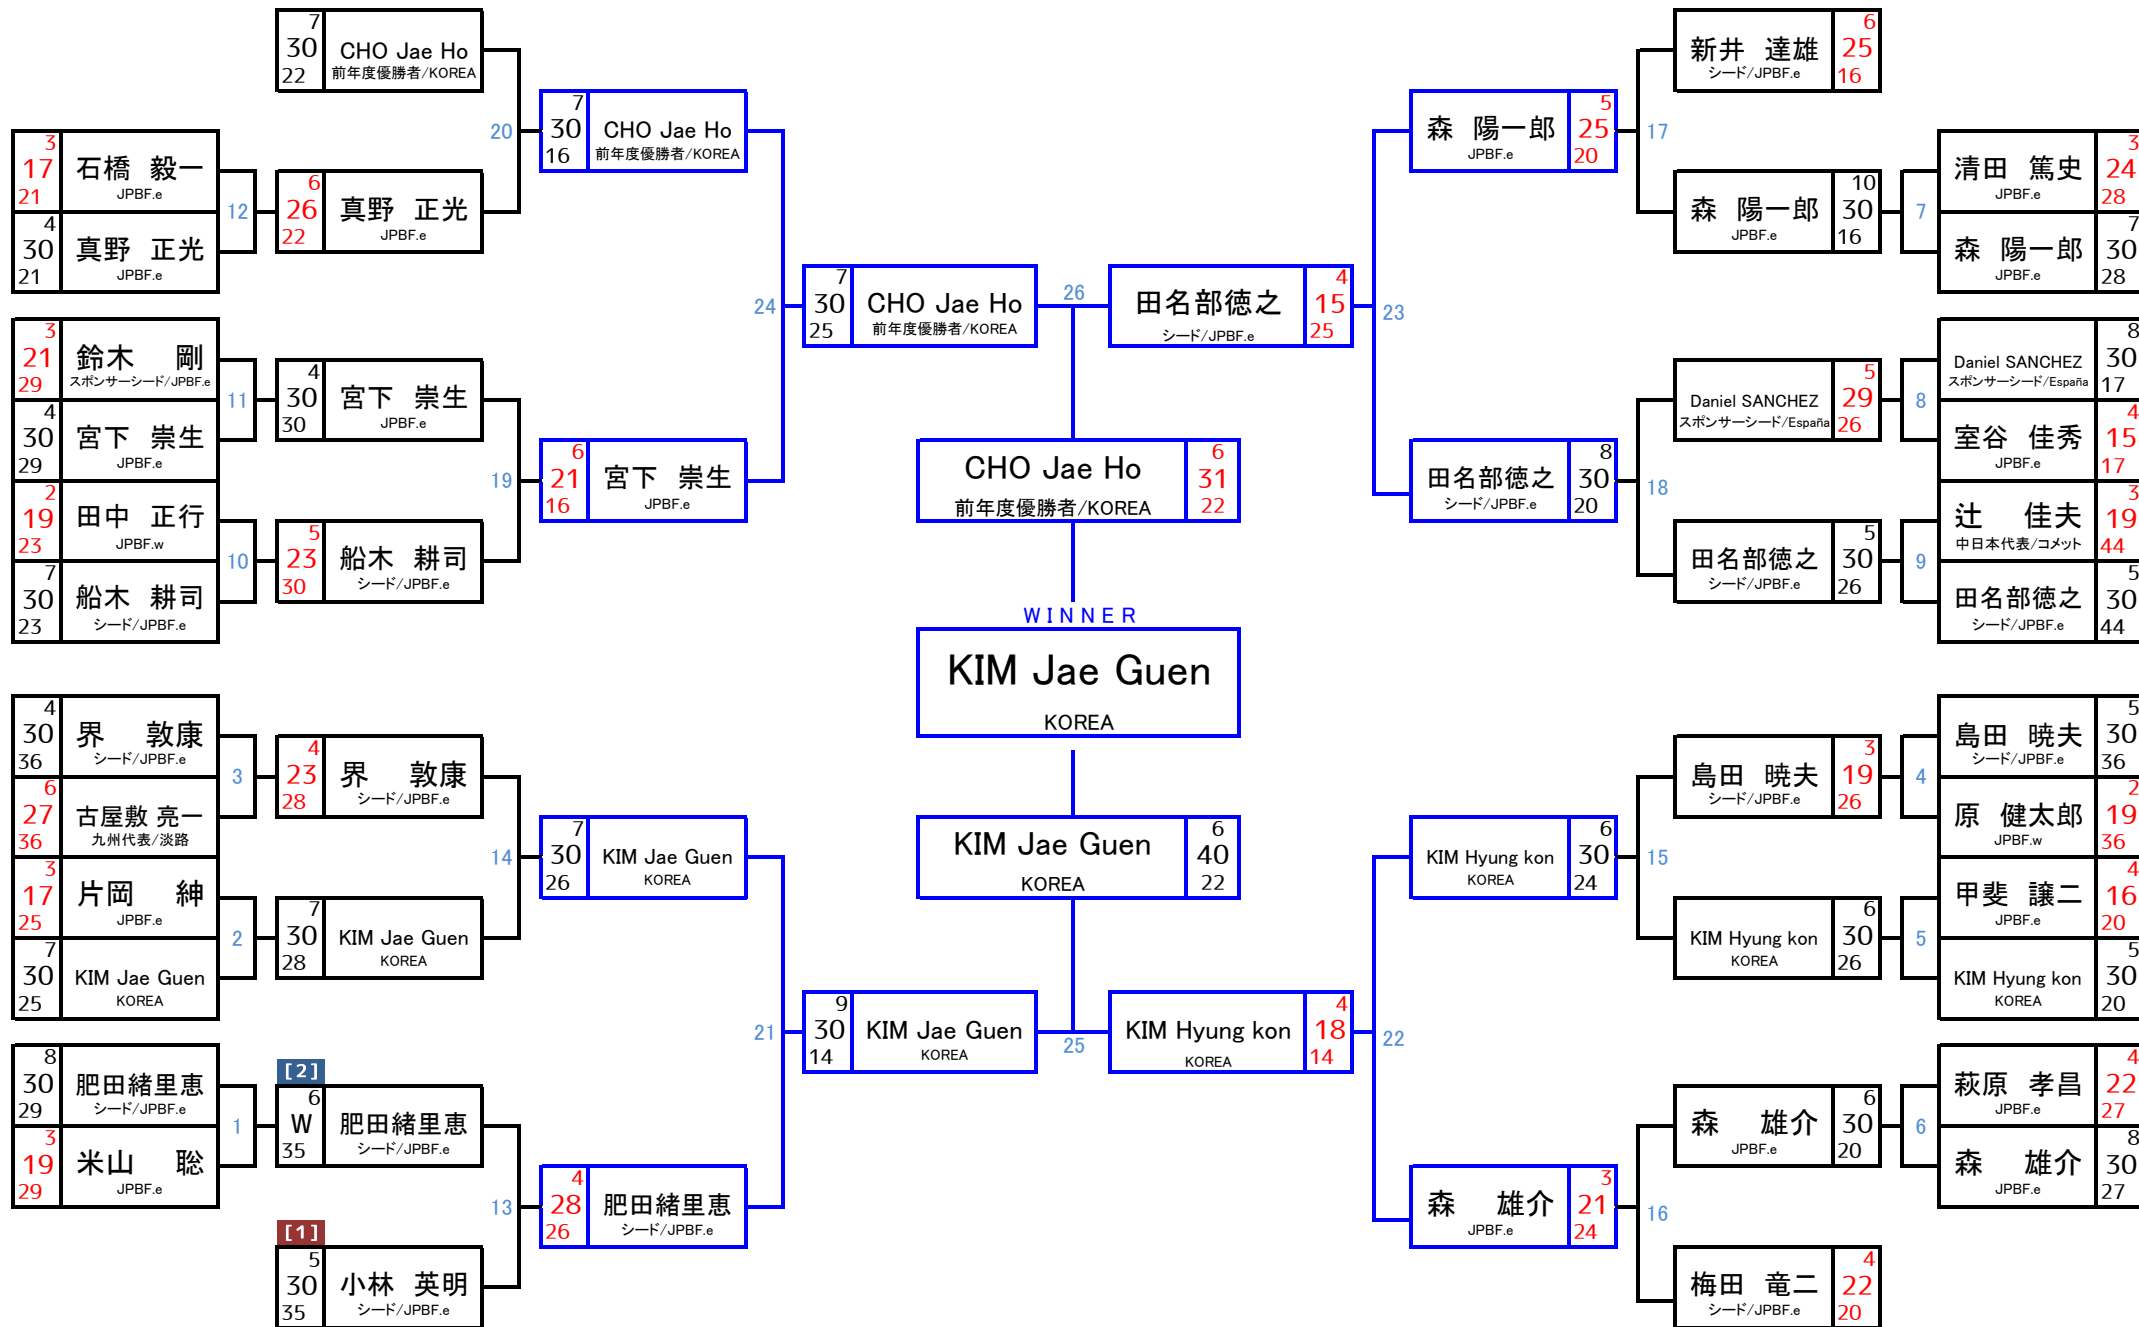 7
30 CHO Jae Ho
22 前年度優勝者/KOREA
20
7
30 CHO Jae Ho
16 前年度優勝者/KOREA
3
17 石橋 毅一
21 JPBF.e
4
30 真野 正光
21 JPBF.e
12
6
26 真野 正光
22 JPBF.e
24
7
30 CHO Jae Ho
25 前年度優勝者/KOREA
3
21 鈴木 剛
29 スポンサーシード/JPBF.e
4
30 宮下 崇生
29 JPBF.e
11
4
30 宮下 崇生
30 JPBF.e
2
19 田中 正行
23 JPBF.w
7
30 船木 耕司
23 シード/JPBF.e
10
5
23 船木 耕司
30 シード/JPBF.e
19
6
21 宮下 崇生
16 JPBF.e
26
田名部徳之 4
15
シード/JPBF.e 25
23
森 陽一郎 5
25
JPBF.e 20
17
新井 達雄 6
25
シード/JPBF.e 16
森 陽一郎 10
30
JPBF.e 16
7
清田 篤史 3
24
JPBF.e 28
森 陽一郎 7
30
JPBF.e 28
Daniel SANCHEZ 5
29
スポンサーシード/España 26
8
Daniel SANCHEZ 8
30
スポンサーシード/España 17
室谷 佳秀 4
15
JPBF.e 17
田名部徳之 8
30
シード/JPBF.e 20
18
田名部徳之 5
30
シード/JPBF.e 26
9
辻 佳夫 3
19
中日本代表/コメット 44
田名部徳之 5
30
シード/JPBF.e 44
CHO Jae Ho 6
31
前年度優勝者/KOREA 22
WINNER
KIM Jae Guen
KOREA
KIM Jae Guen 6
40
KOREA 22
4
30 界 敦康
36 シード/JPBF.e
6
27 古屋敷 亮一
36 九州代表/淡路
3
4
23 界 敦康
28 シード/JPBF.e
3
17 片岡 紳
25 JPBF.e
7
30 KIM Jae Guen
25 KOREA
2
7
30 KIM Jae Guen
28 KOREA
14
7
30 KIM Jae Guen
26 KOREA
21
9
30 KIM Jae Guen
14 KOREA
8
30 肥田緒里恵
29 シード/JPBF.e
3
19 米山 聡
29 JPBF.e
1
[2]
6
W 肥田緒里恵
35 シード/JPBF.e
13
4
28 肥田緒里恵
26 シード/JPBF.e
[1]
5
30 小林 英明
35 シード/JPBF.e
25
KIM Hyung kon 4
18
KOREA 14
22
KIM Hyung kon 6
30
KOREA 24
15
島田 暁夫 3
19
シード/JPBF.e 26
4
島田 暁夫 5
30
シード/JPBF.e 36
原 健太郎 2
19
JPBF.w 36
KIM Hyung kon 6
30
KOREA 26
5
甲斐 譲二 4
16
JPBF.e 20
KIM Hyung kon 5
30
KOREA 20
森 雄介 3
21
JPBF.e 24
16
森 雄介 6
30
JPBF.e 20
6
萩原 孝昌 4
22
JPBF.e 27
森 雄介 8
30
JPBF.e 27
梅田 竜二 4
22
シード/JPBF.e 20